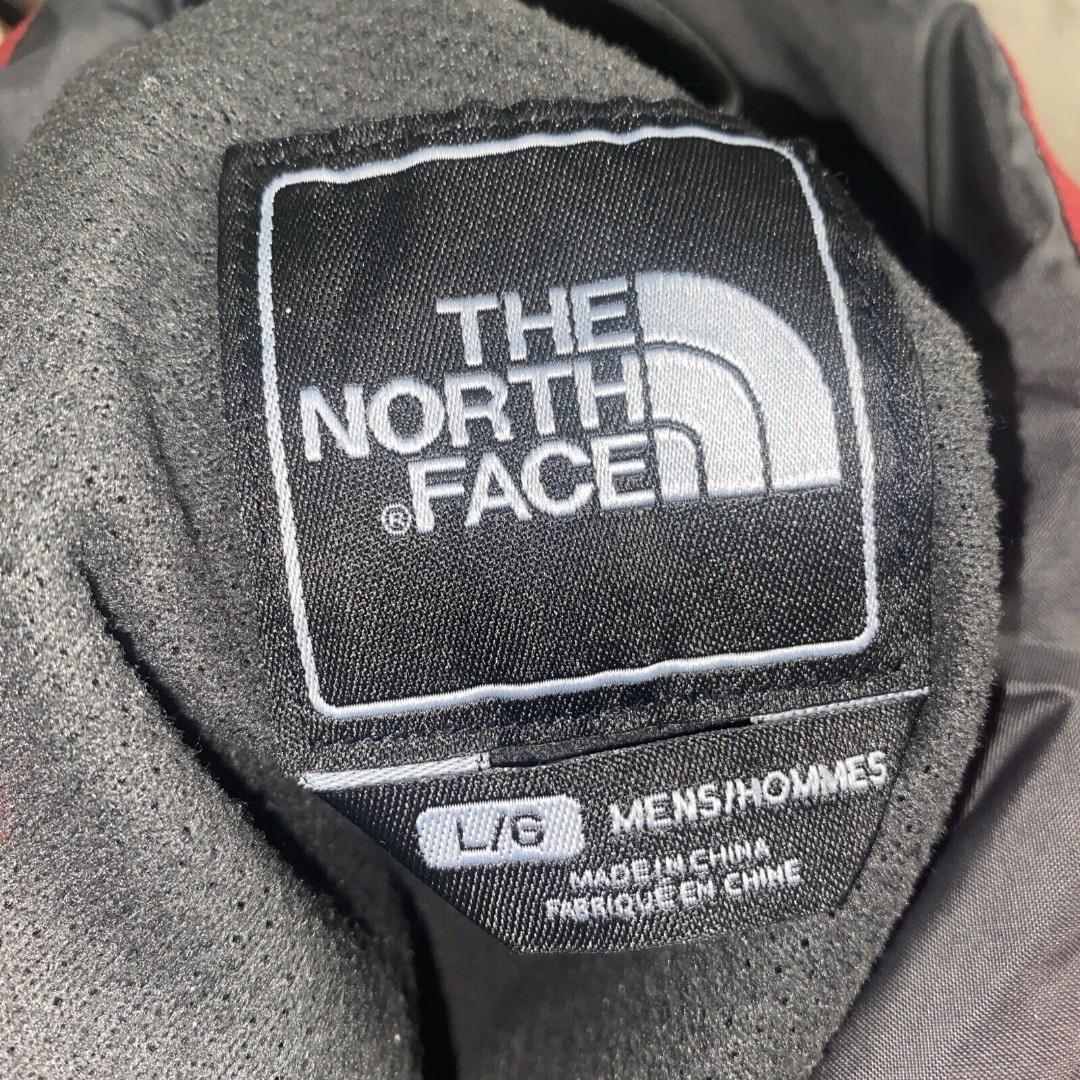 THE
NORTH
® FACE
L/G MENS/HOMMES
MADE IN CHINA
FABRIQUÉ EN CHINE